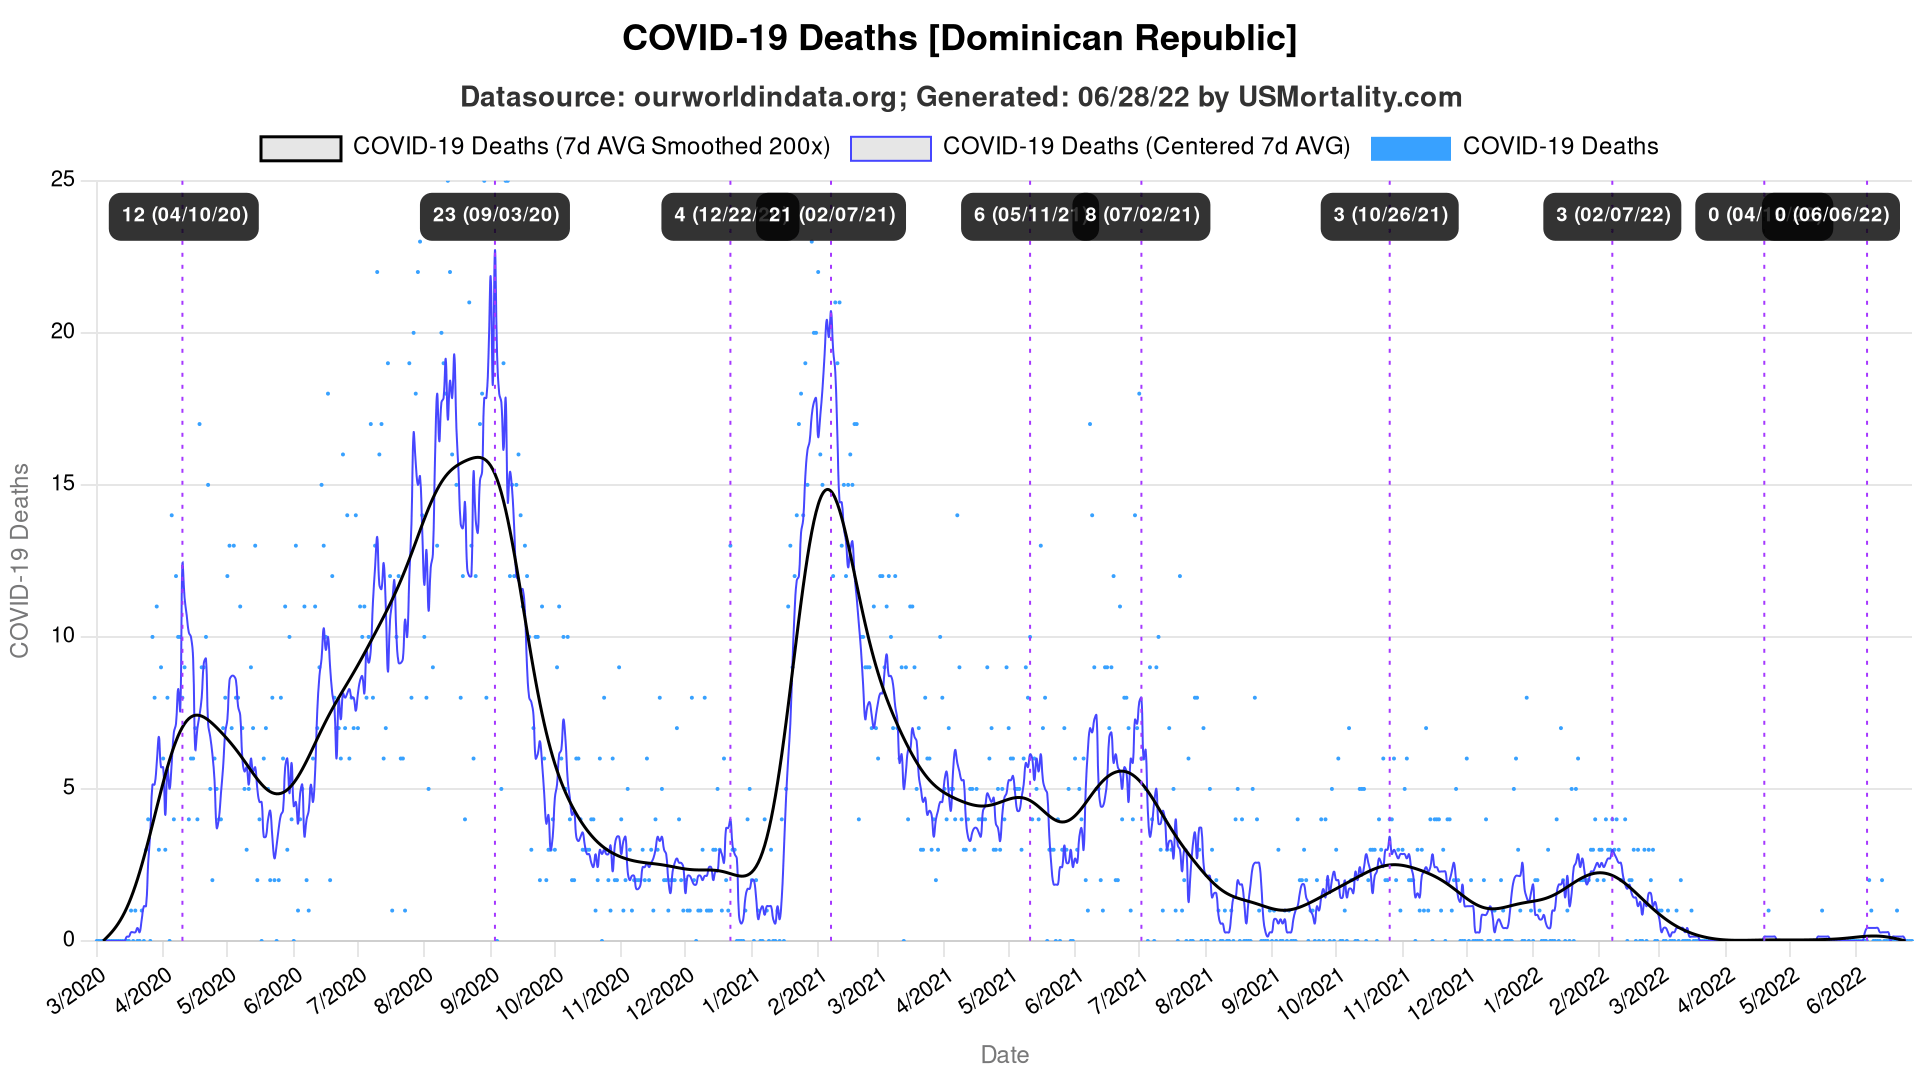 COVID-19 Deaths [Dominican Republic]
Datasource: ourworldindata.org; Generated: 06/28/22 by USMortality.com
COVID-19 Deaths (7d AVG Smoothed 200x) COVID-19 Deaths (Centered 7d AVG) COVID-19 Deaths
25
12 (04/10/20) 23 (09/03/20) 4 (12/22/ 21 (02/07/21) 6 (05/11/21) 8 (07/02/21) 3 (10/26/21) 3 (02/07/22) 0 (04/ 0 (06/06/22)
20
15
10
5
0
COVID-19 Deaths
3/2020 4/2020 5/2020 6/2020 7/2020 8/2020 9/2020 10/2020 11/2020 12/2020 1/2021 2/2021 3/2021 4/2021 5/2021 6/2021 7/2021 8/2021 9/2021 10/2021 11/2021 12/2021 1/2022 2/2022 3/2022 4/2022 5/2022 6/2022
Date